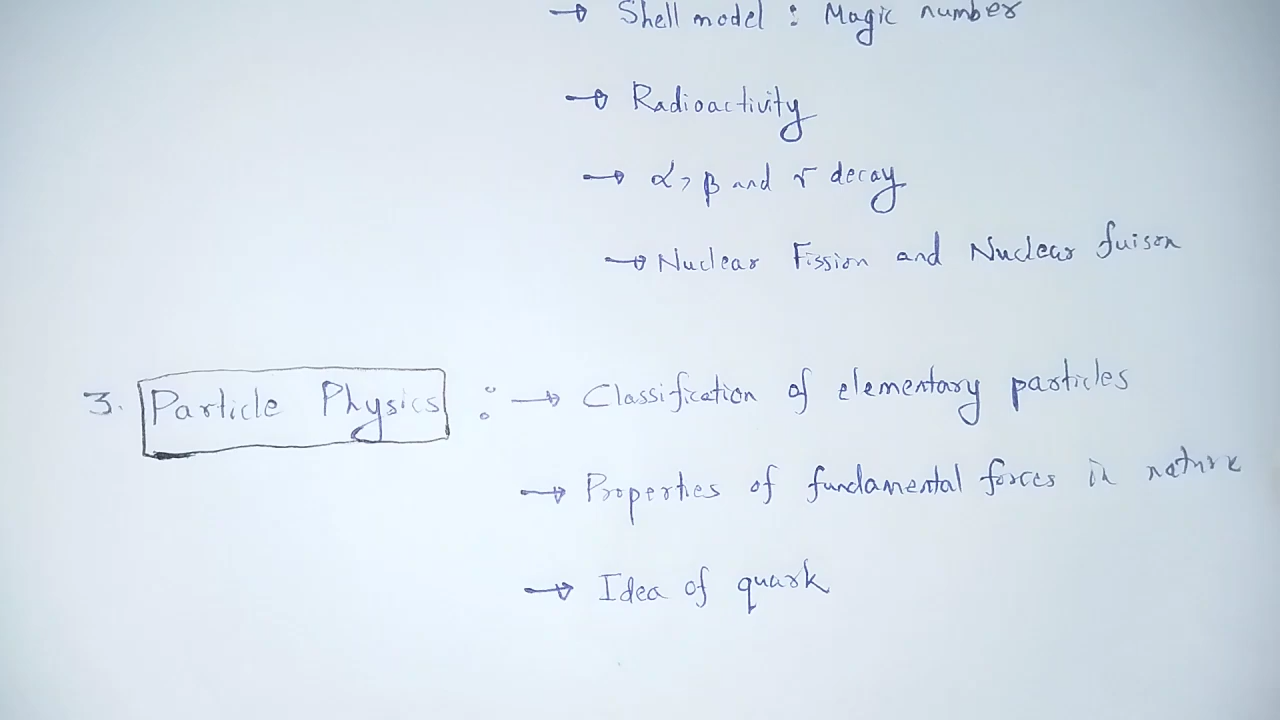 → Shell model : Magic number
→ Radioactivity
→ α, β and γ decay
→ Nuclear Fission and Nuclear fuison
3. Particle Physics : → Classification of elementary particles
→ Properties of fundamental forces in nature
→ Idea of quark